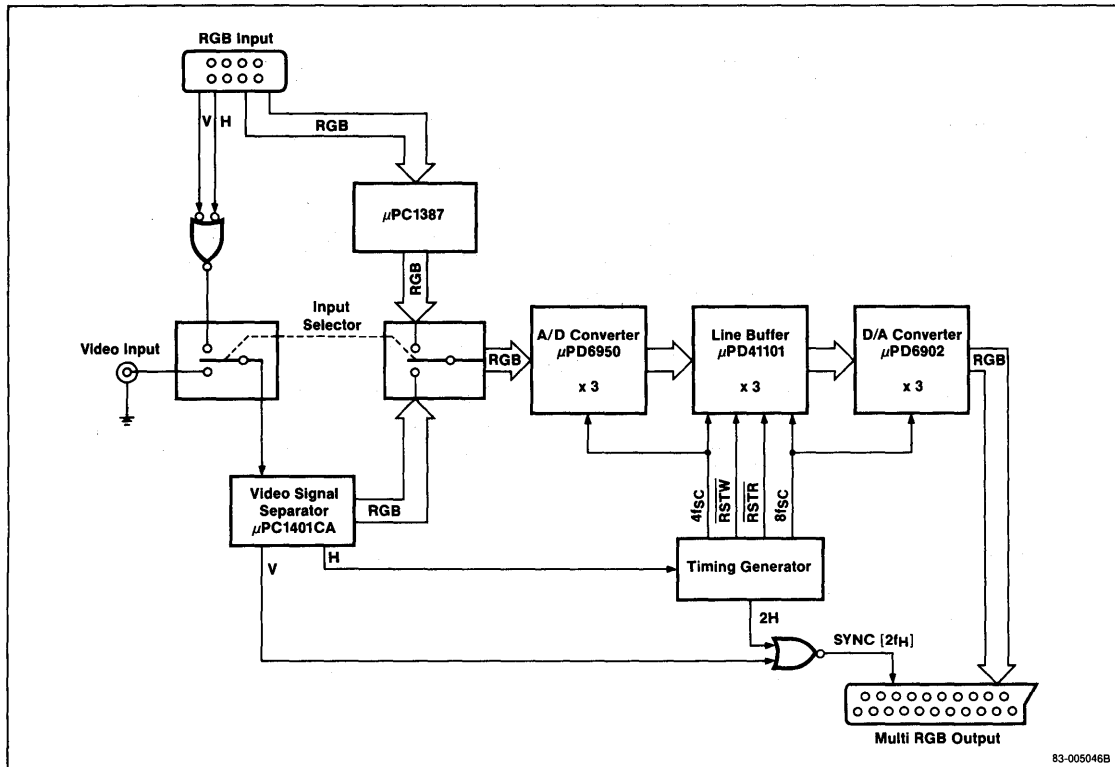 RGB Input
V
H
RGB
μPC1387
RGB
Input
Selector
Video Input
RGB
A/D Converter
μPD6950
x 3
Line Buffer
μPD41101
x 3
D/A Converter
μPD6902
x 3
RGB
Video Signal
Separator
μPC1401CA
RGB
V
H
4fSC
RSTW
RSTR
8fSC
Timing Generator
2H
SYNC [2fH]
Multi RGB Output
83-005046B